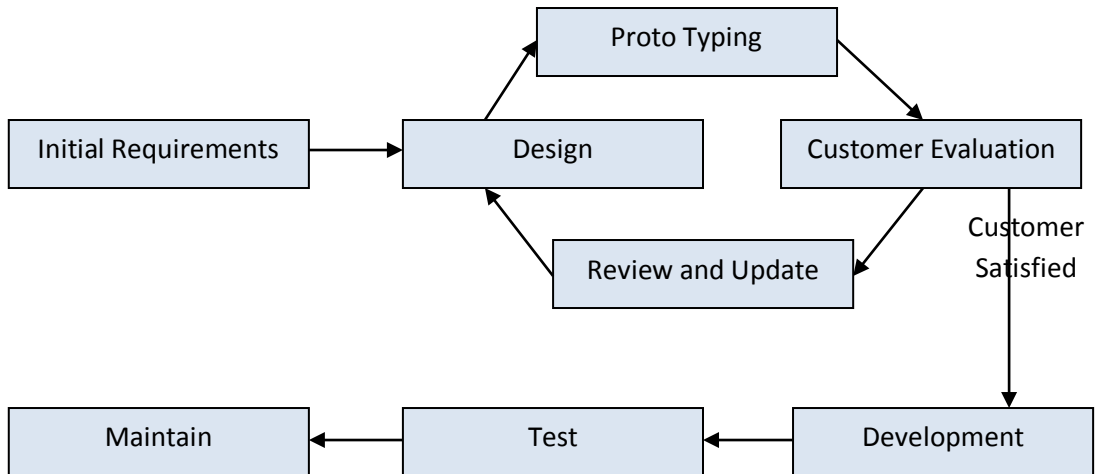 Proto Typing
Initial Requirements
Design
Customer Evaluation
Customer
Satisfied
Review and Update
Maintain
Test
Development